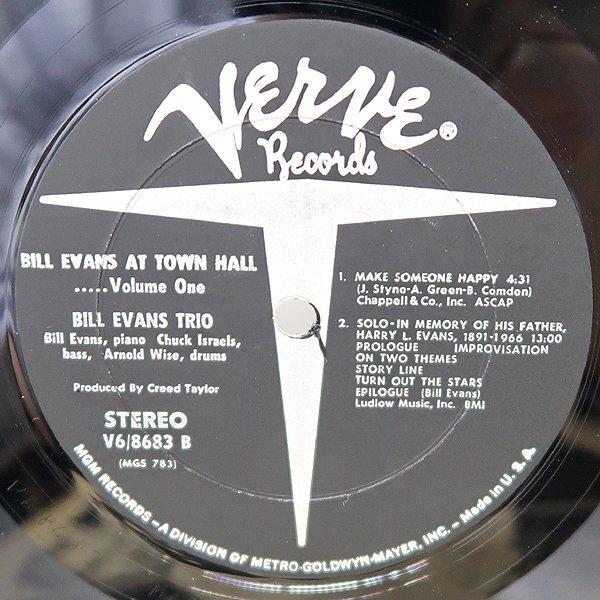 Verve®
Records
BILL EVANS AT TOWN HALL
.....Volume One
BILL EVANS TRIO
Bill Evans, piano Chuck Israels,
bass, Arnold Wise, drums
Produced By Creed Taylor
STEREO
V6/8683 B
(MGS 783)
1. MAKE SOMEONE HAPPY 4:31
(J. Styno-A. Green-B. Comden)
Chappell & Co., Inc. ASCAP
2. SOLO-IN MEMORY OF HIS FATHER,
HARRY L. EVANS, 1891-1966 13:00
PROLOGUE IMPROVISATION
ON TWO THEMES
STORY LINE
TURN OUT THE STARS
EPILOGUE (Bill Evans)
Ludlow Music, Inc. BMI
MGM RECORDS – A DIVISION OF METRO-GOLDWYN-MAYER, INC. – Made in U. S. A.